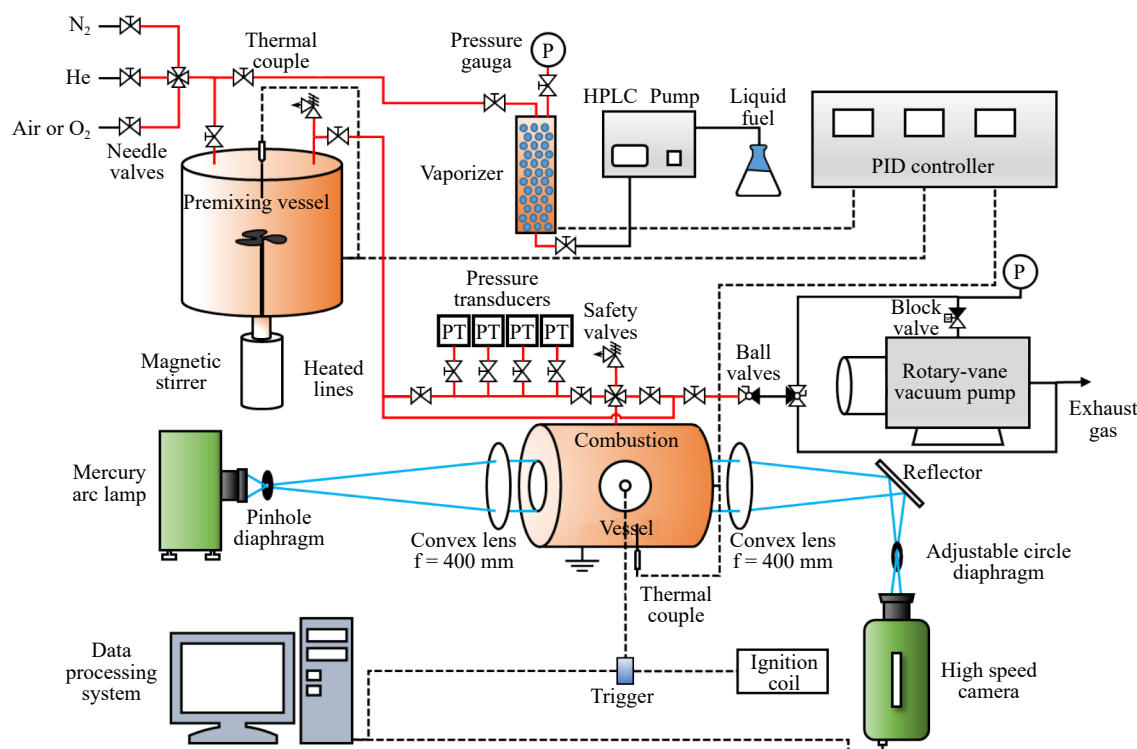 N₂
He
Air or O₂
Needle
valves
Thermal
couple
Pressure
gauga
P
HPLC Pump
Liquid
fuel
Vaporizer
PID controller
Premixing vessel
Magnetic
stirrer
Heated
lines
Pressure
transducers
PT PT PT PT
Safety
valves
Ball
valves
Block
valve
P
Rotary-vane
vacuum pump
Exhaust
gas
Mercury
arc lamp
Pinhole
diaphragm
Convex lens
f = 400 mm
Combustion
Vessel
Convex lens
f = 400 mm
Reflector
Adjustable circle
diaphragm
Thermal
couple
Data
processing
system
Trigger
Ignition
coil
High speed
camera